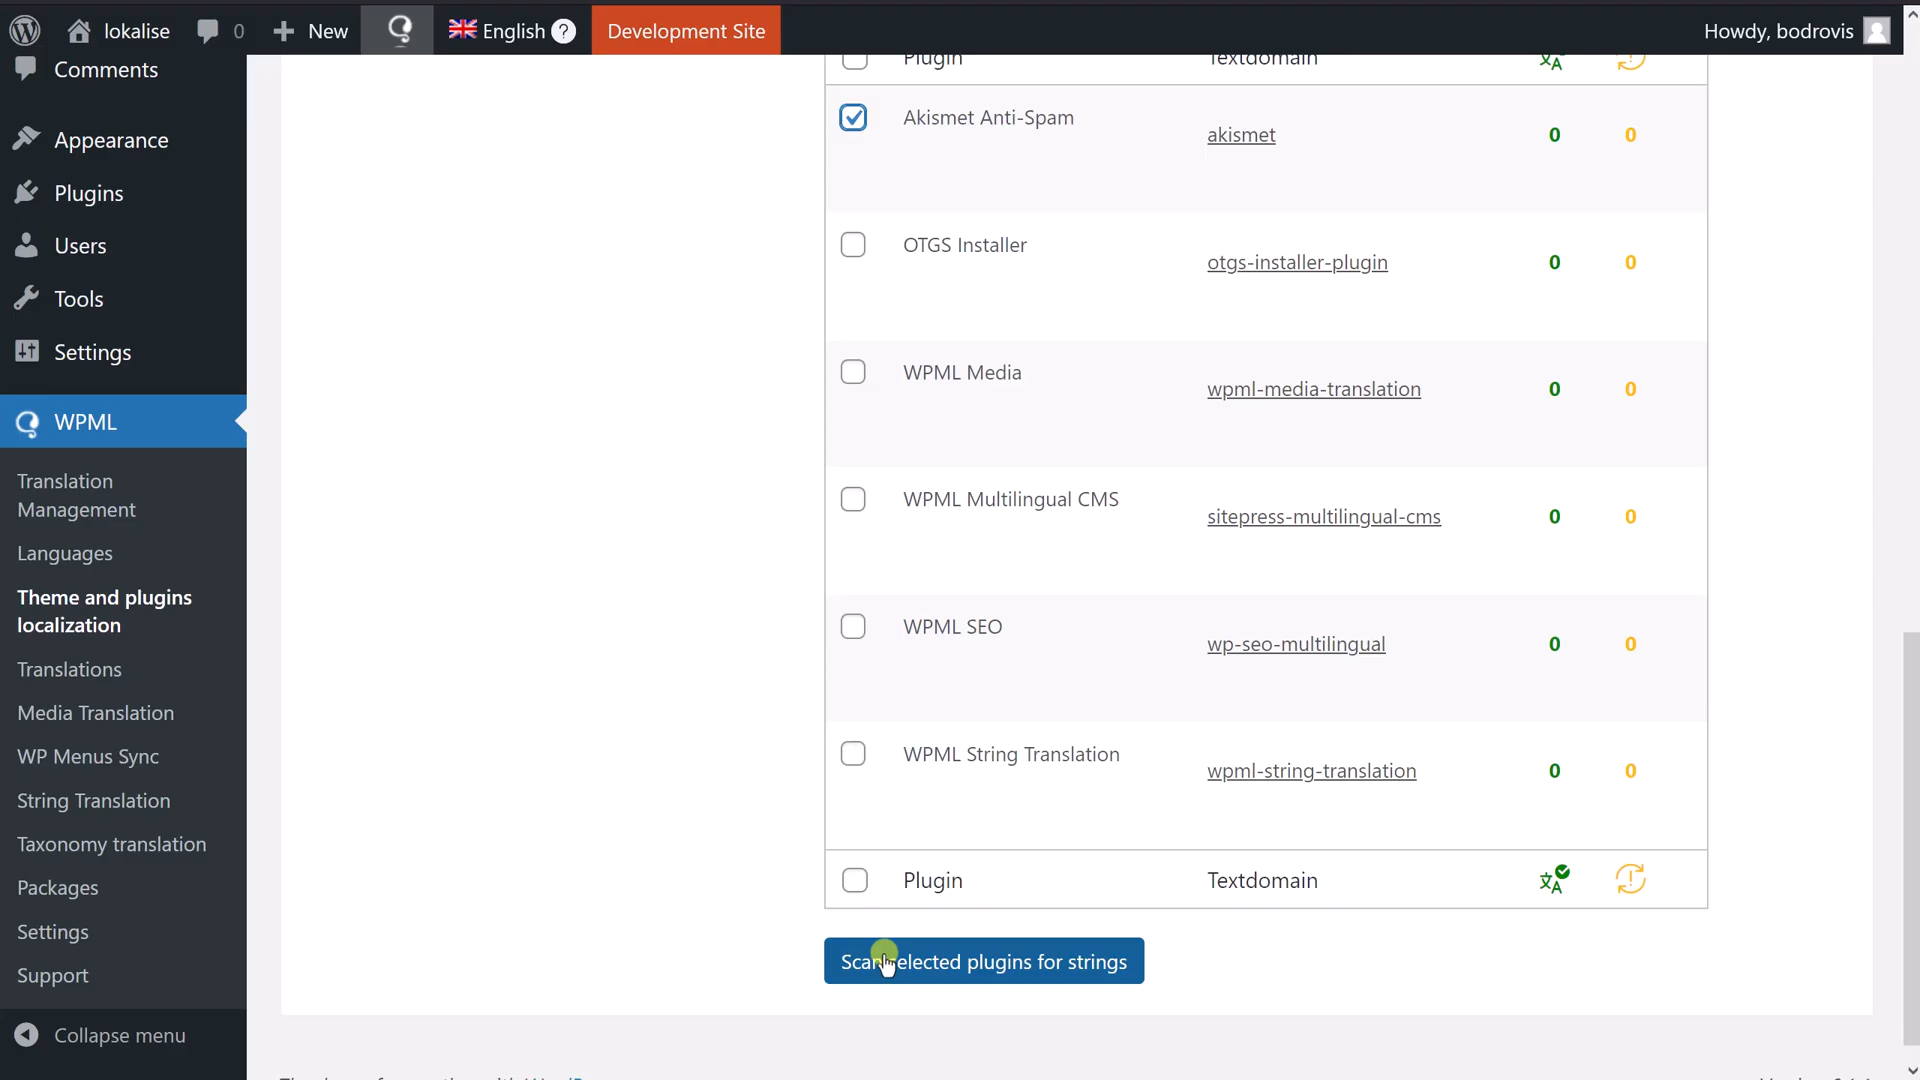 lokalise 0 New English ? Development Site Howdy, bodrovis
Comments
Appearance
Plugins
Users
Tools
Settings
WPML
Translation
Management
Languages
Theme and plugins
localization
Translations
Media Translation
WP Menus Sync
String Translation
Taxonomy translation
Packages
Settings
Support
Collapse menu
Plugin Textdomain
Akismet Anti-Spam akismet 0 0
OTGS Installer otgs-installer-plugin 0 0
WPML Media wpml-media-translation 0 0
WPML Multilingual CMS sitepress-multilingual-cms 0 0
WPML SEO wp-seo-multilingual 0 0
WPML String Translation wpml-string-translation 0 0
Plugin Textdomain
Scan selected plugins for strings